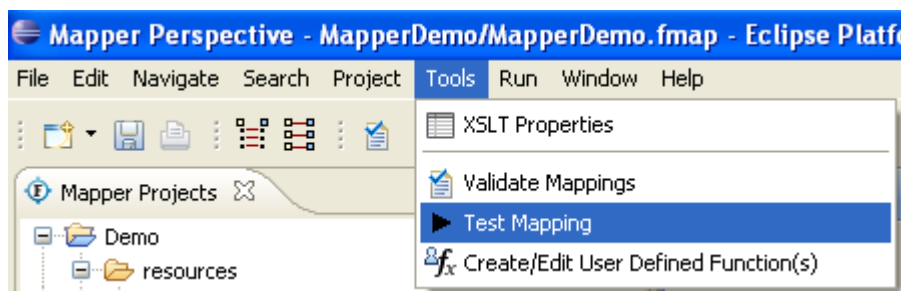 Mapper Perspective - MapperDemo/MapperDemo.fmap - Eclipse Platf
File Edit Navigate Search Project Tools Run Window Help
XSLT Properties
Mapper Projects
Validate Mappings
Demo
Test Mapping
resources
fx Create/Edit User Defined Function(s)